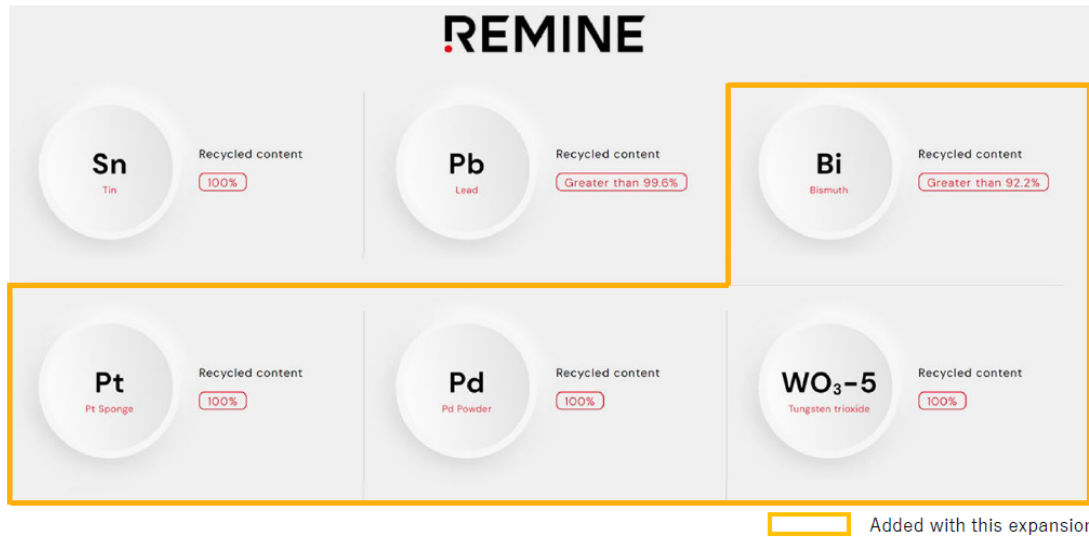 REMINE
Sn
Tin
Recycled content
100%
Pb
Lead
Recycled content
Greater than 99.6%
Bi
Bismuth
Recycled content
Greater than 92.2%
Pt
Pt Sponge
Recycled content
100%
Pd
Pd Powder
Recycled content
100%
WO₃-5
Tungsten trioxide
Recycled content
100%
Added with this expansion